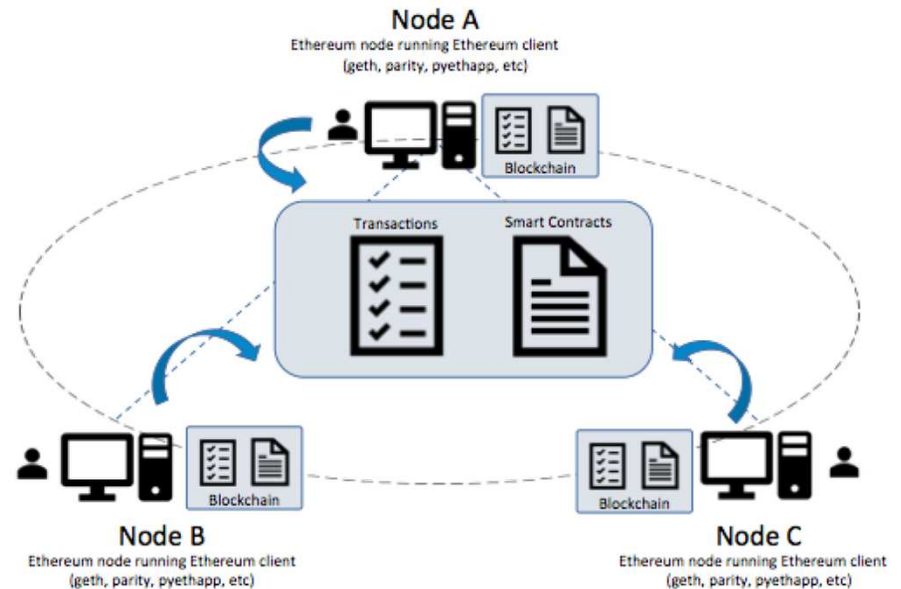 Node A
Ethereum node running Ethereum client
(geth, parity, pyethapp, etc)
Blockchain
Transactions
Smart Contracts
Blockchain
Node B
Ethereum node running Ethereum client
(geth, parity, pyethapp, etc)
Blockchain
Node C
Ethereum node running Ethereum client
(geth, parity, pyethapp, etc)